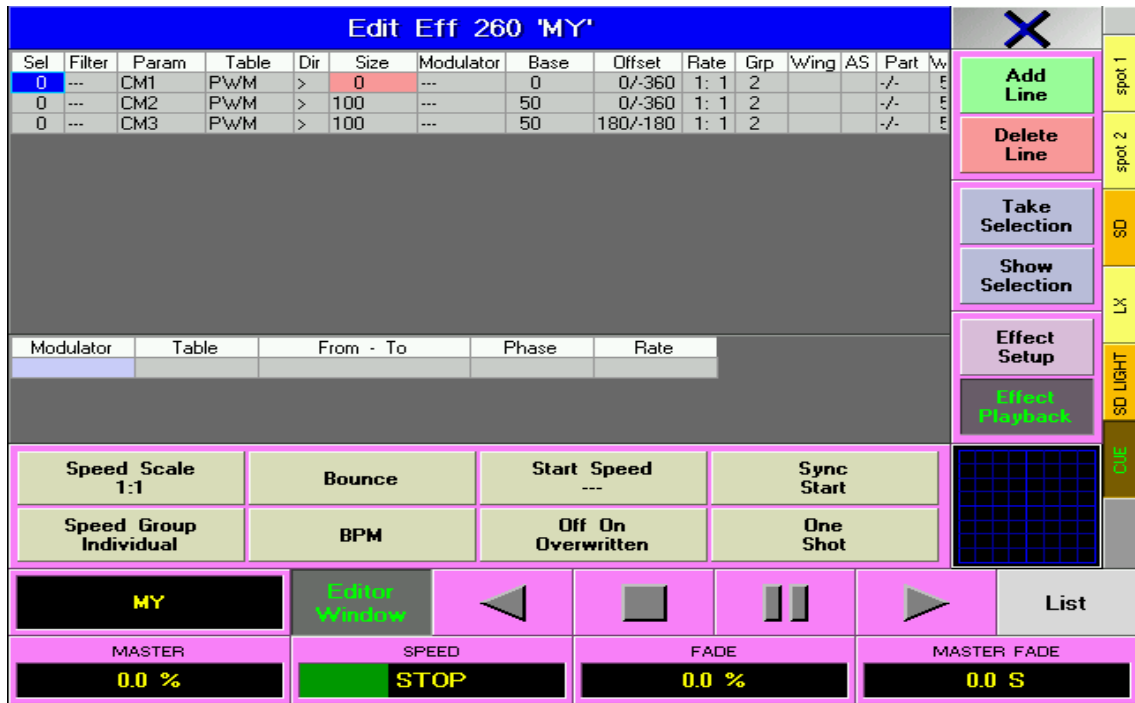 Edit Eff 260 'MY'
Sel Filter Param Table Dir Size Modulator Base Offset Rate Grp Wing AS Part W
0 --- CM1 PWM > 0 --- 0 0/-360 1: 1 2 -/- 5
0 --- CM2 PWM > 100 --- 50 0/-360 1: 1 2 -/- 5
0 --- CM3 PWM > 100 --- 50 180/-180 1: 1 2 -/- 5
Add
Line
Delete
Line
Take
Selection
Show
Selection
Effect
Setup
Effect
Playback
spot 1
spot 2
SD
LX
SD LIGHT
CUE
Modulator Table From - To Phase Rate
Speed Scale
1:1
Bounce
Start Speed
---
Sync
Start
Speed Group
Individual
BPM
Off On
Overwritten
One
Shot
MY
Editor
Window
List
MASTER SPEED FADE MASTER FADE
0.0 % STOP 0.0 % 0.0 S